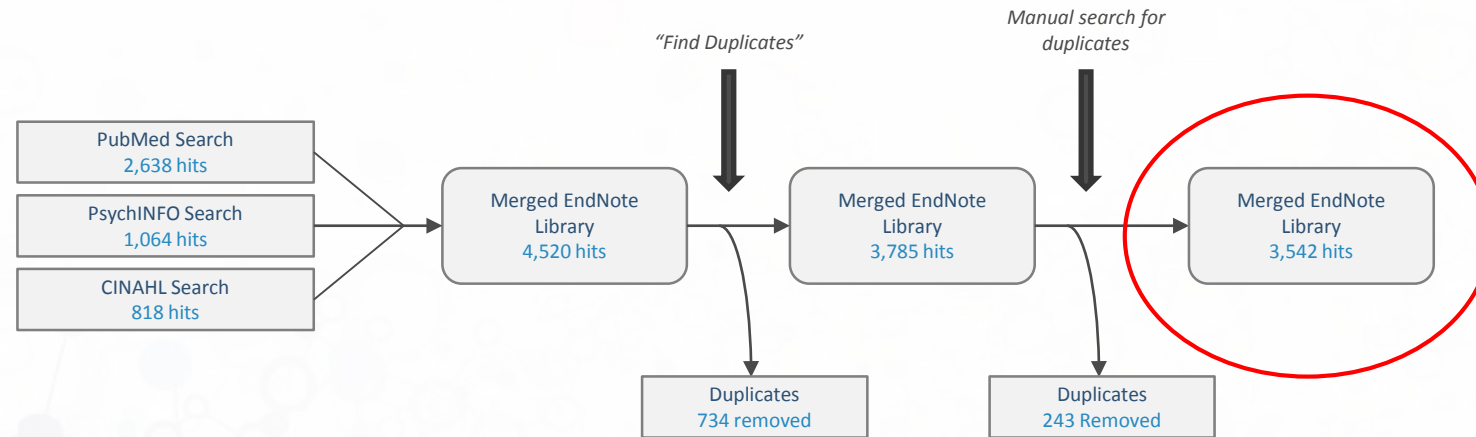 Manual search for
duplicates
“Find Duplicates”
PubMed Search
2,638 hits
PsychINFO Search
1,064 hits
CINAHL Search
818 hits
Merged EndNote
Library
4,520 hits
Merged EndNote
Library
3,785 hits
Merged EndNote
Library
3,542 hits
Duplicates
734 removed
Duplicates
243 Removed